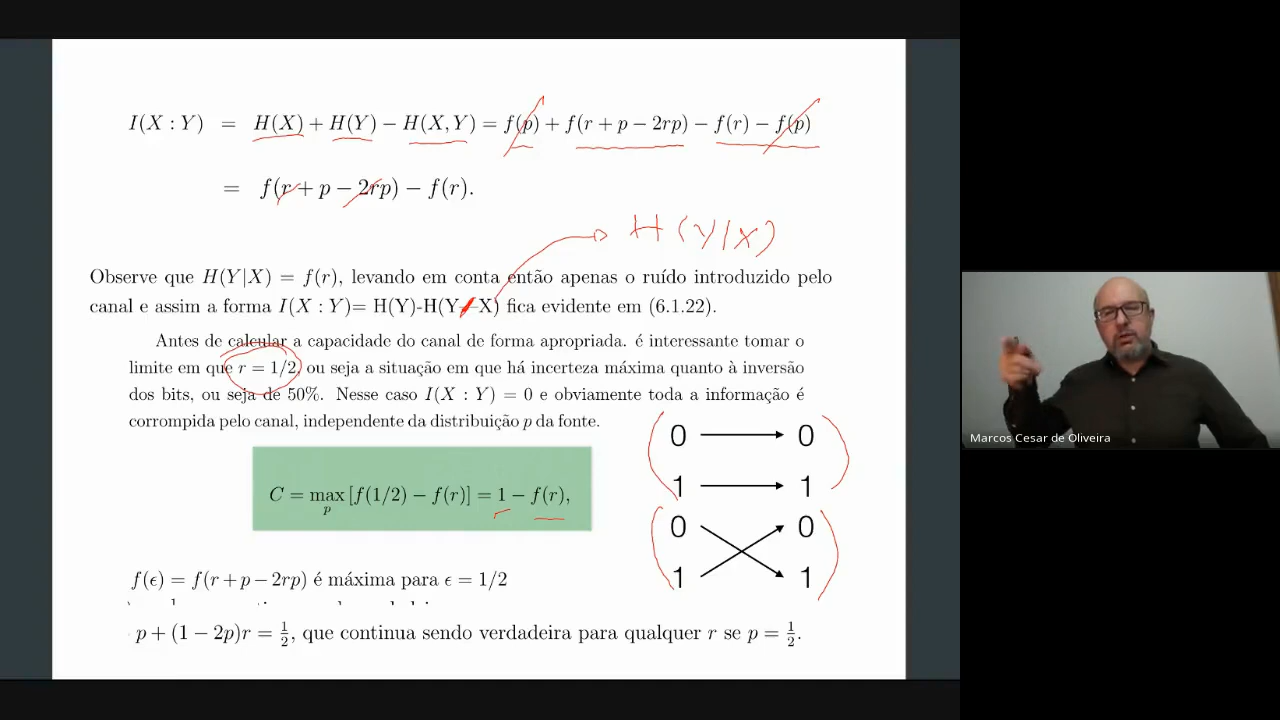 I(X : Y) = H(X) + H(Y) − H(X, Y) = f(p) + f(r + p − 2rp) − f(r) − f(p)
= f(r + p − 2rp) − f(r).
H(Y|X)
Observe que H(Y|X) = f(r), levando em conta então apenas o ruído introduzido pelo
canal e assim a forma I(X : Y)= H(Y)-H(Y—X) fica evidente em (6.1.22).
Antes de calcular a capacidade do canal de forma apropriada. é interessante tomar o
limite em que r = 1/2, ou seja a situação em que há incerteza máxima quanto à inversão
dos bits, ou seja de 50%. Nesse caso I(X : Y) = 0 e obviamente toda a informação é
corrompida pelo canal, independente da distribuição p da fonte.
0 0
1 1
0 0
1 1
C = max p [f(1/2) − f(r)] = 1 − f(r),
f(ϵ) = f(r + p − 2rp) é máxima para ϵ = 1/2
p + (1 − 2p)r = 1/2, que continua sendo verdadeira para qualquer r se p = 1/2.
Marcos Cesar de Oliveira